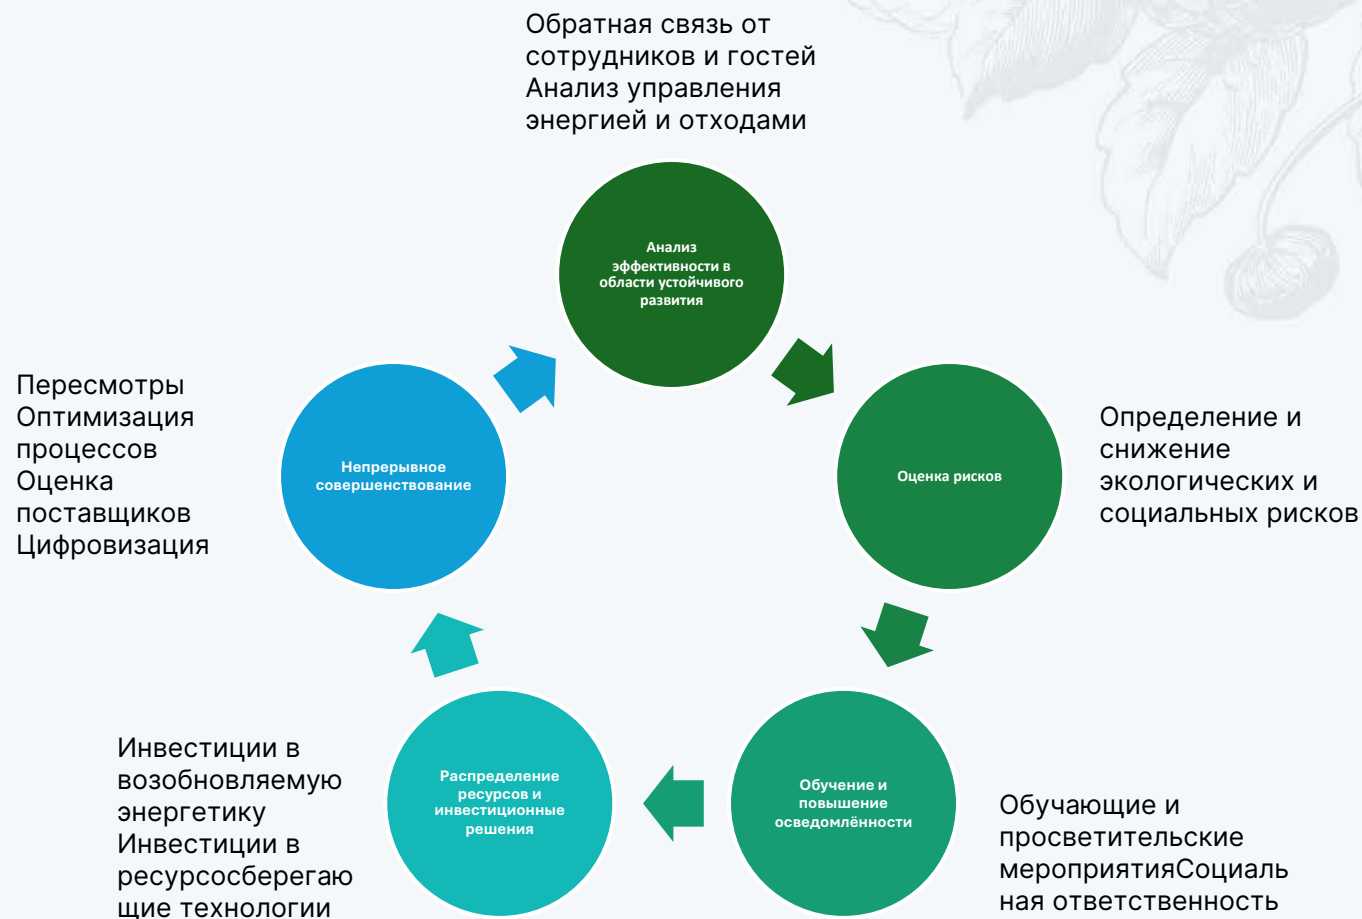 Обратная связь от
сотрудников и гостей
Анализ управления
энергией и отходами
Анализ
эффективности в
области устойчивого
развития
Пересмотры
Оптимизация
процессов
Оценка
поставщиков
Цифровизация
Непрерывное
совершенствование
Оценка рисков
Определение и
снижение
экологических и
социальных рисков
Инвестиции в
возобновляемую
энергетику
Инвестиции в
ресурсосберегаю
щие технологии
Распределение
ресурсов и
инвестиционные
решения
Обучение и
повышение
осведомлённости
Обучающие и
просветительские
мероприятияСоциаль
ная ответственность